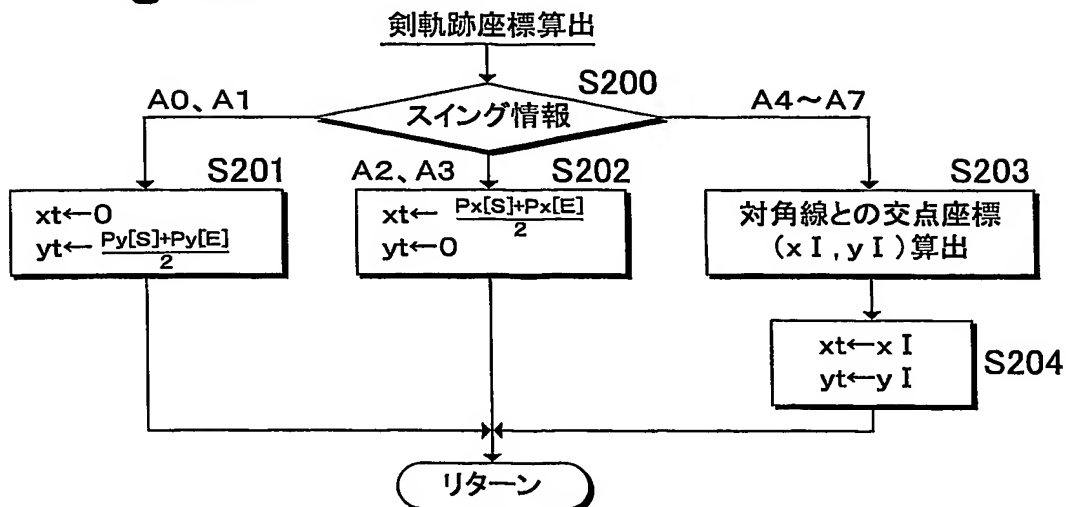 剣軌跡座標算出
S200
スイング情報
A0、A1
A4～A7
S201
xt←0
yt←Py[S]+Py[E]/2
A2、A3
S202
xt←Px[S]+Px[E]/2
yt←0
S203
対角線との交点座標
(xI,yI)算出
xt←xI
yt←yI
S204
リターン